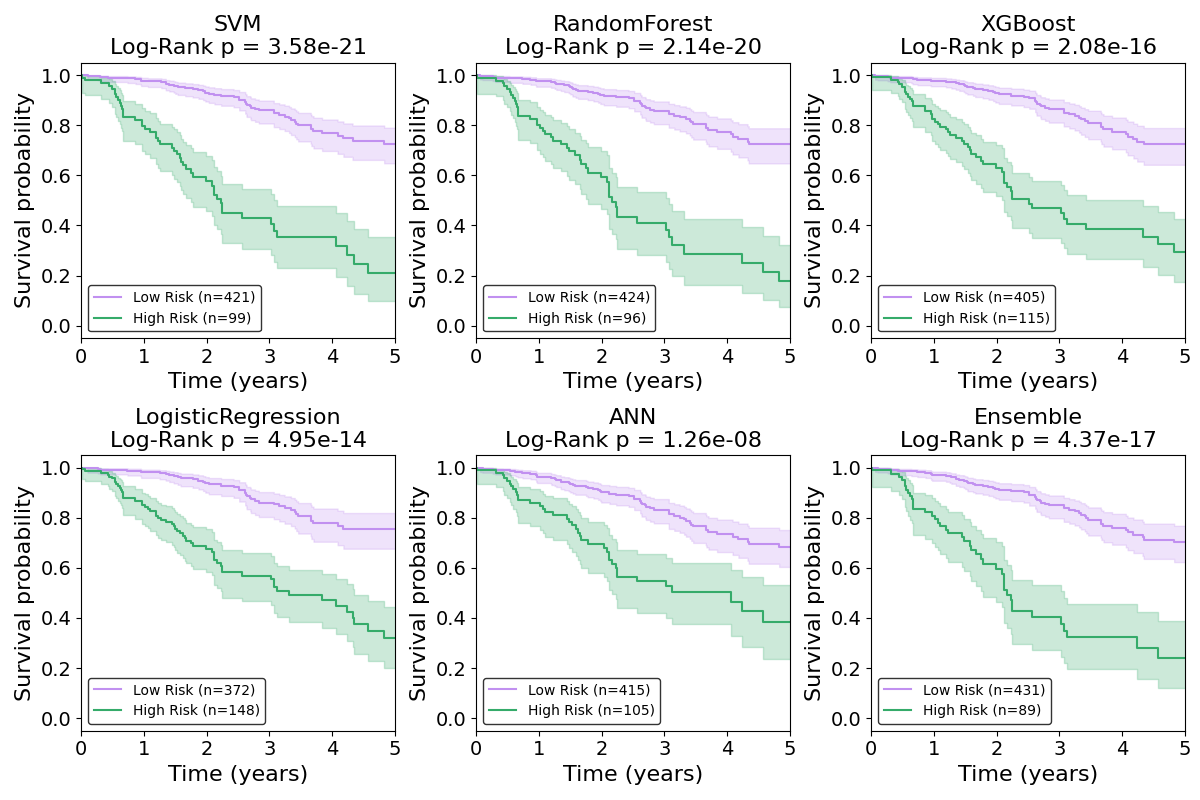 SVM
Log-Rank p = 3.58e-21
Survival probability
1.0
0.8
0.6
0.4
0.2
0.0
Low Risk (n=421)
High Risk (n=99)
0 1 2 3 4 5
Time (years)
RandomForest
Log-Rank p = 2.14e-20
Survival probability
1.0
0.8
0.6
0.4
0.2
0.0
Low Risk (n=424)
High Risk (n=96)
0 1 2 3 4 5
Time (years)
XGBoost
Log-Rank p = 2.08e-16
Survival probability
1.0
0.8
0.6
0.4
0.2
0.0
Low Risk (n=405)
High Risk (n=115)
0 1 2 3 4 5
Time (years)
LogisticRegression
Log-Rank p = 4.95e-14
Survival probability
1.0
0.8
0.6
0.4
0.2
0.0
Low Risk (n=372)
High Risk (n=148)
0 1 2 3 4 5
Time (years)
ANN
Log-Rank p = 1.26e-08
Survival probability
1.0
0.8
0.6
0.4
0.2
0.0
Low Risk (n=415)
High Risk (n=105)
0 1 2 3 4 5
Time (years)
Ensemble
Log-Rank p = 4.37e-17
Survival probability
1.0
0.8
0.6
0.4
0.2
0.0
Low Risk (n=431)
High Risk (n=89)
0 1 2 3 4 5
Time (years)